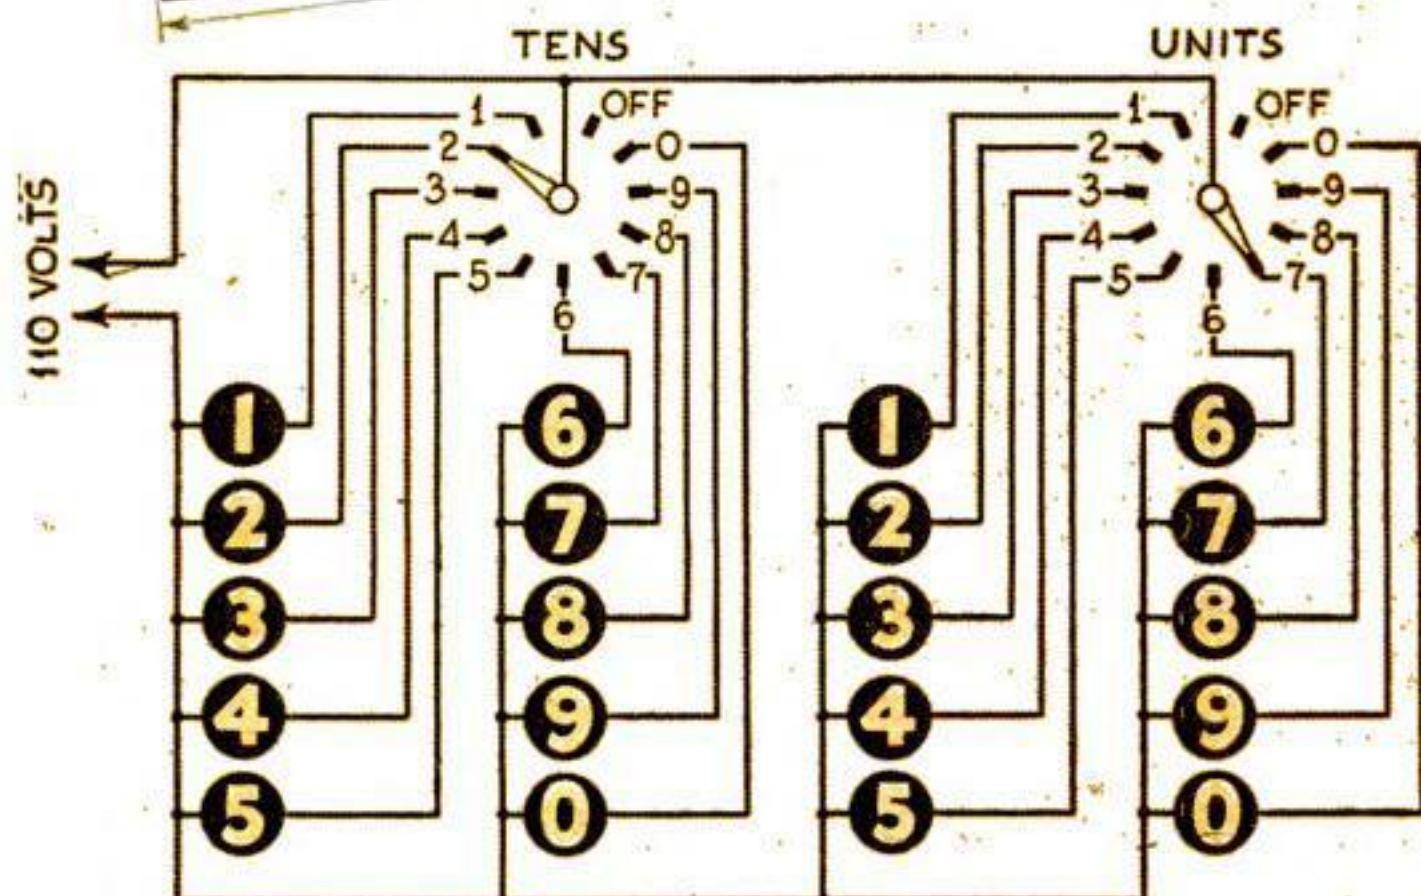 TENS UNITS
1 OFF 1 OFF
2 0 2 0
3 9 3 9
4 8 4 8
5 7 5 7
6 6
110 VOLTS
1 6 1 6
2 7 2 7
3 8 3 8
4 9 4 9
5 0 5 0